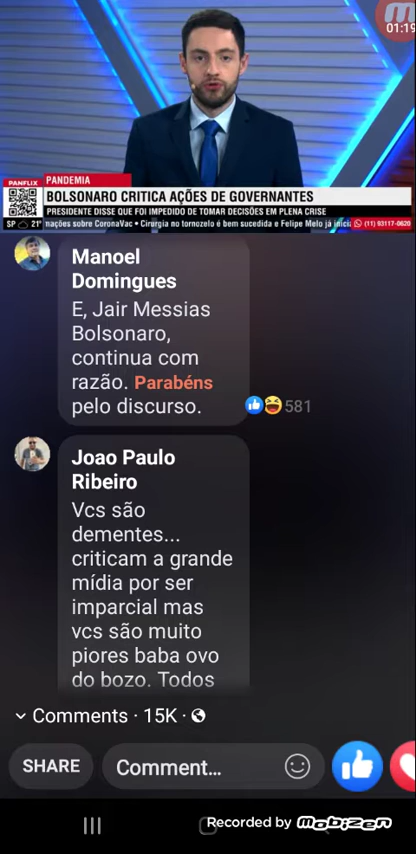 01:19
PANFLIX PANDEMIA
BOLSONARO CRITICA AÇÕES DE GOVERNANTES
PRESIDENTE DISSE QUE FOI IMPEDIDO DE TOMAR DECISÕES EM PLENA CRISE
SP 21° nações sobre CoronaVac • Cirurgia no tornozelo é bem sucedida e Felipe Melo já inici (11) 93117-0620
Manoel
Domingues
E, Jair Messias
Bolsonaro,
continua com
razão. Parabéns
pelo discurso.
581
Joao Paulo
Ribeiro
Vcs são
dementes...
criticam a grande
mídia por ser
imparcial mas
vcs são muito
piores baba ovo
do bozo. Todos
Comments · 15K ·
SHARE
Comment...
Recorded by mobizen